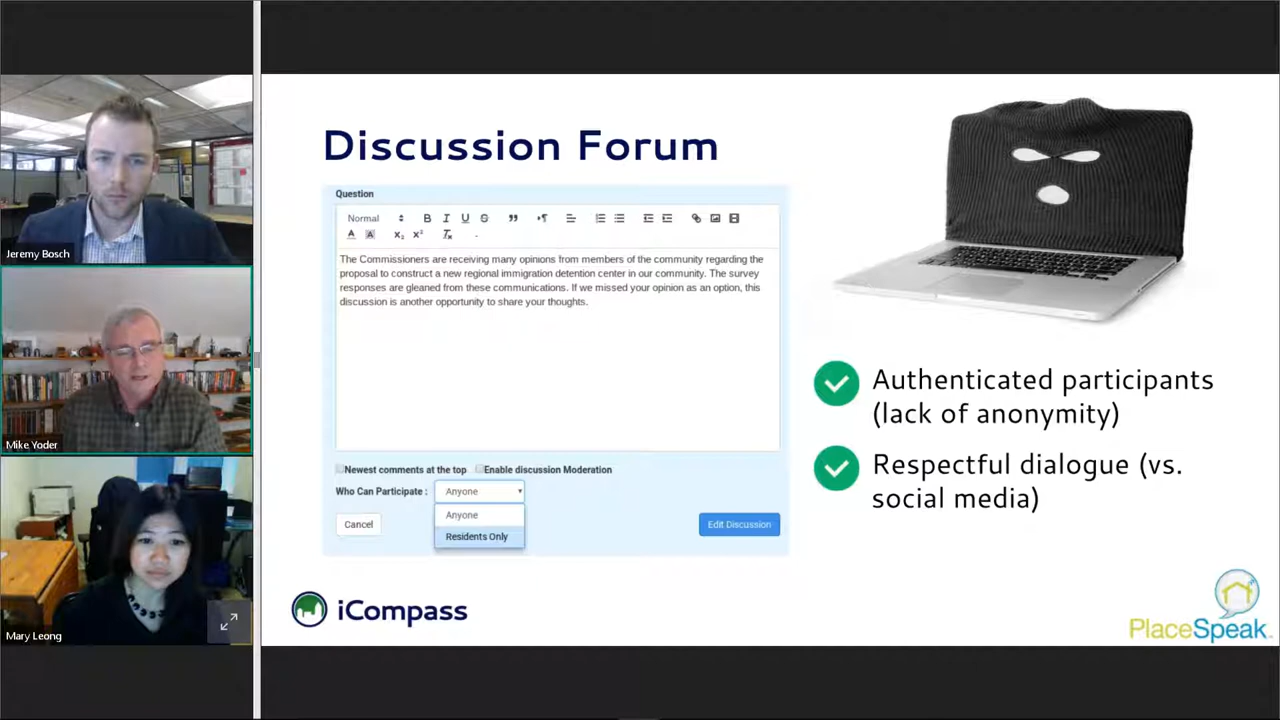 Jeremy Bosch
Mike Yoder
Mary Leong
Discussion Forum
Question
Normal
B I U S
A A X₂ X² Tx
The Commissioners are receiving many opinions from members of the community regarding the
proposal to construct a new regional immigration detention center in our community. The survey
responses are gleaned from these communications. If we missed your opinion as an option, this
discussion is another opportunity to share your thoughts.
Newest comments at the top Enable discussion Moderation
Who Can Participate : Anyone
Anyone
Residents Only
Cancel
Edit Discussion
Authenticated participants
(lack of anonymity)
Respectful dialogue (vs.
social media)
iCompass
PlaceSpeak